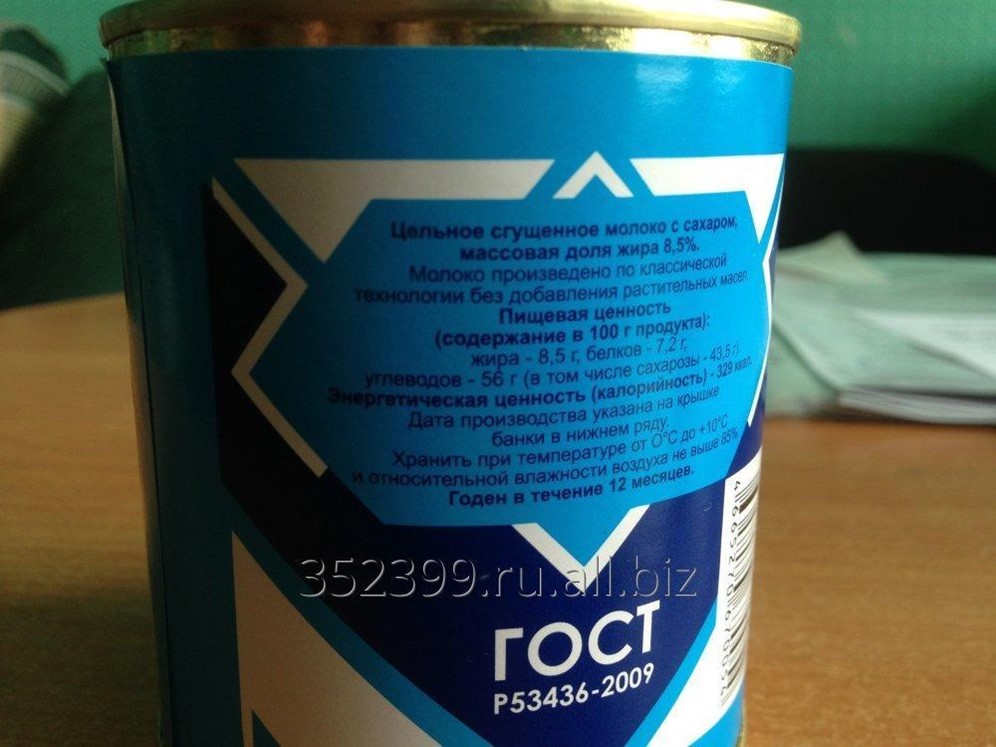 Цельное сгущенное молоко с сахаром,
массовая доля жира 8,5%.
Молоко произведено по классической
технологии без добавления растительных масел.
Пищевая ценность
(содержание в 100 г продукта):
жира - 8,5 г, белков - 7,2 г,
углеводов - 56 г (в том числе сахарозы - 43,5 г).
Энергетическая ценность (калорийность) - 329 ккал.
Дата производства указана на крышке
банки в нижнем ряду.
Хранить при температуре от 0°С до +10°С
и относительной влажности воздуха не выше 85%.
Годен в течение 12 месяцев.
352399.ru.all.biz
ГОСТ
Р53436-2009